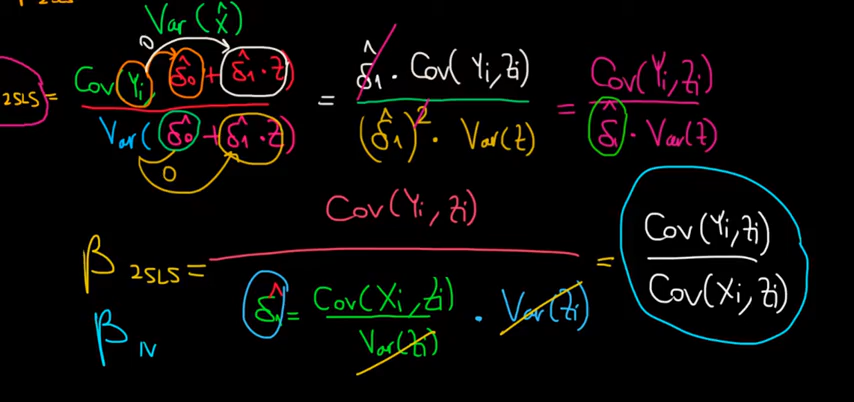 2SLS
Var(X̂)
2SLS = Cov(Yi, δ̂0 + δ̂1·Z) / Var(δ̂0 + δ̂1·Z) = δ̂1·Cov(Yi, Zi) / (δ̂1)²·Var(Z) = Cov(Yi, Zi) / δ̂1·Var(Z)
0
0
β2SLS = Cov(Yi, Zi) / δ̂1 = Cov(Xi, Zi) / Var(Zi) · Var(Zi) = Cov(Yi, Zi) / Cov(Xi, Zi)
βIV